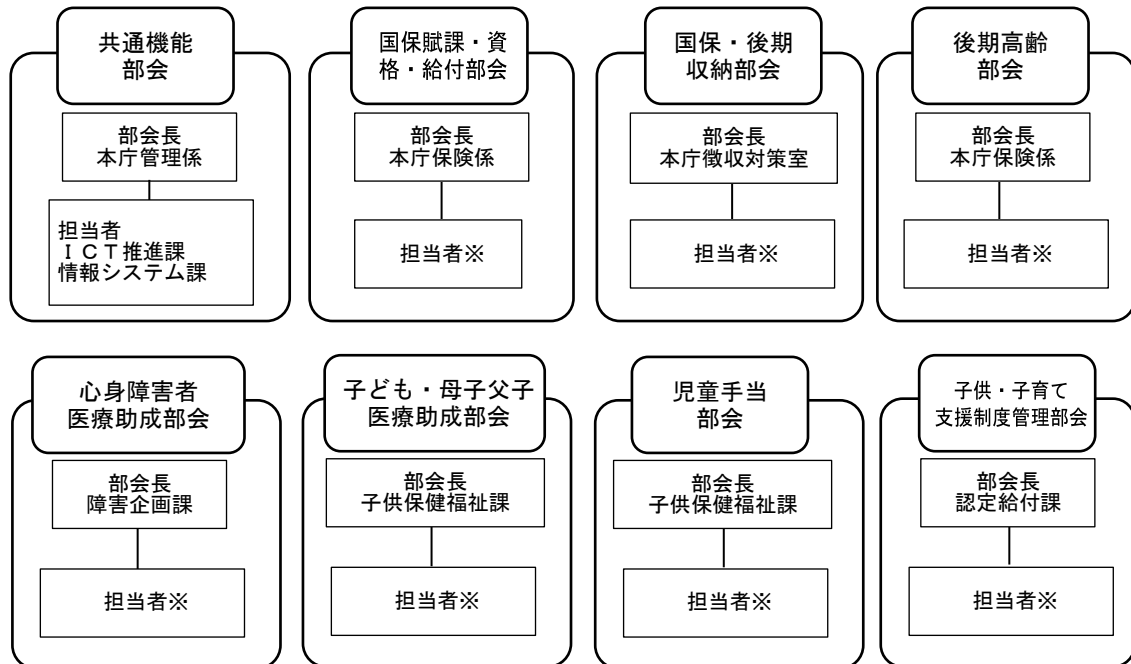 共通機能
部会
部会長
本庁管理係
担当者
ＩＣＴ推進課
情報システム課
国保賦課・資
格・給付部会
部会長
本庁保険係
担当者※
国保・後期
収納部会
部会長
本庁徴収対策室
担当者※
後期高齢
部会
部会長
本庁保険係
担当者※
心身障害者
医療助成部会
部会長
障害企画課
担当者※
子ども・母子父子
医療助成部会
部会長
子供保健福祉課
担当者※
児童手当
部会
部会長
子供保健福祉課
担当者※
子供・子育て
支援制度管理部会
部会長
認定給付課
担当者※